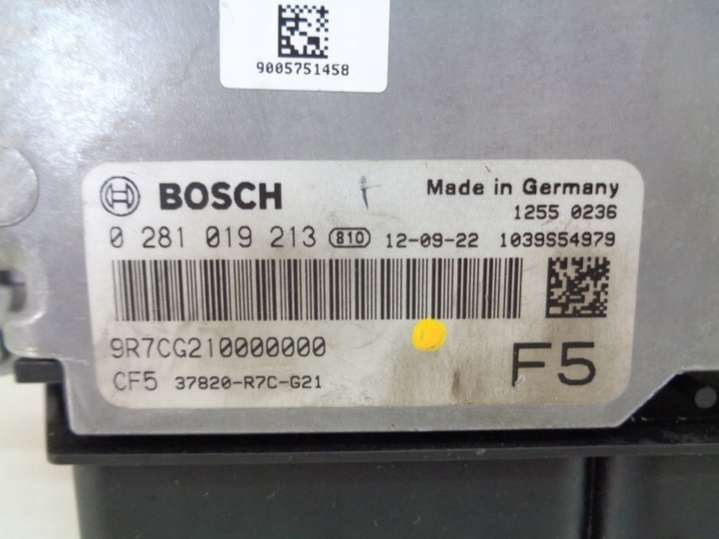 9005751458
BOSCH Made in Germany
1255 0236
0 281 019 213 810 12-09-22 1039S54979
9R7CG210000000
F5
CF5 37820-R7C-G21